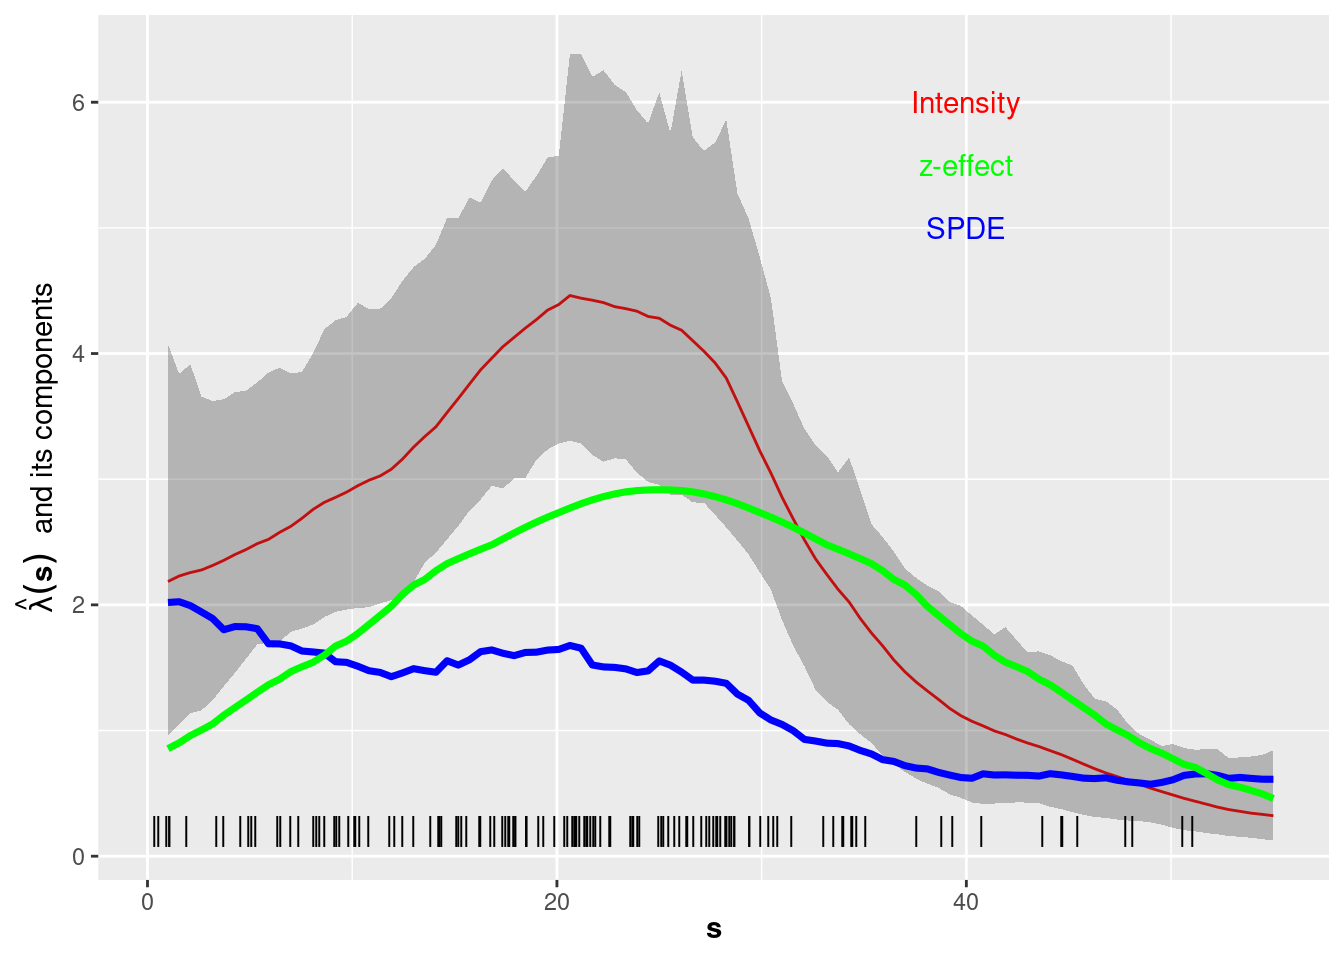 Intensity
z-effect
SPDE
6
4
2
0
0 20 40
s
λ̂(s) and its components